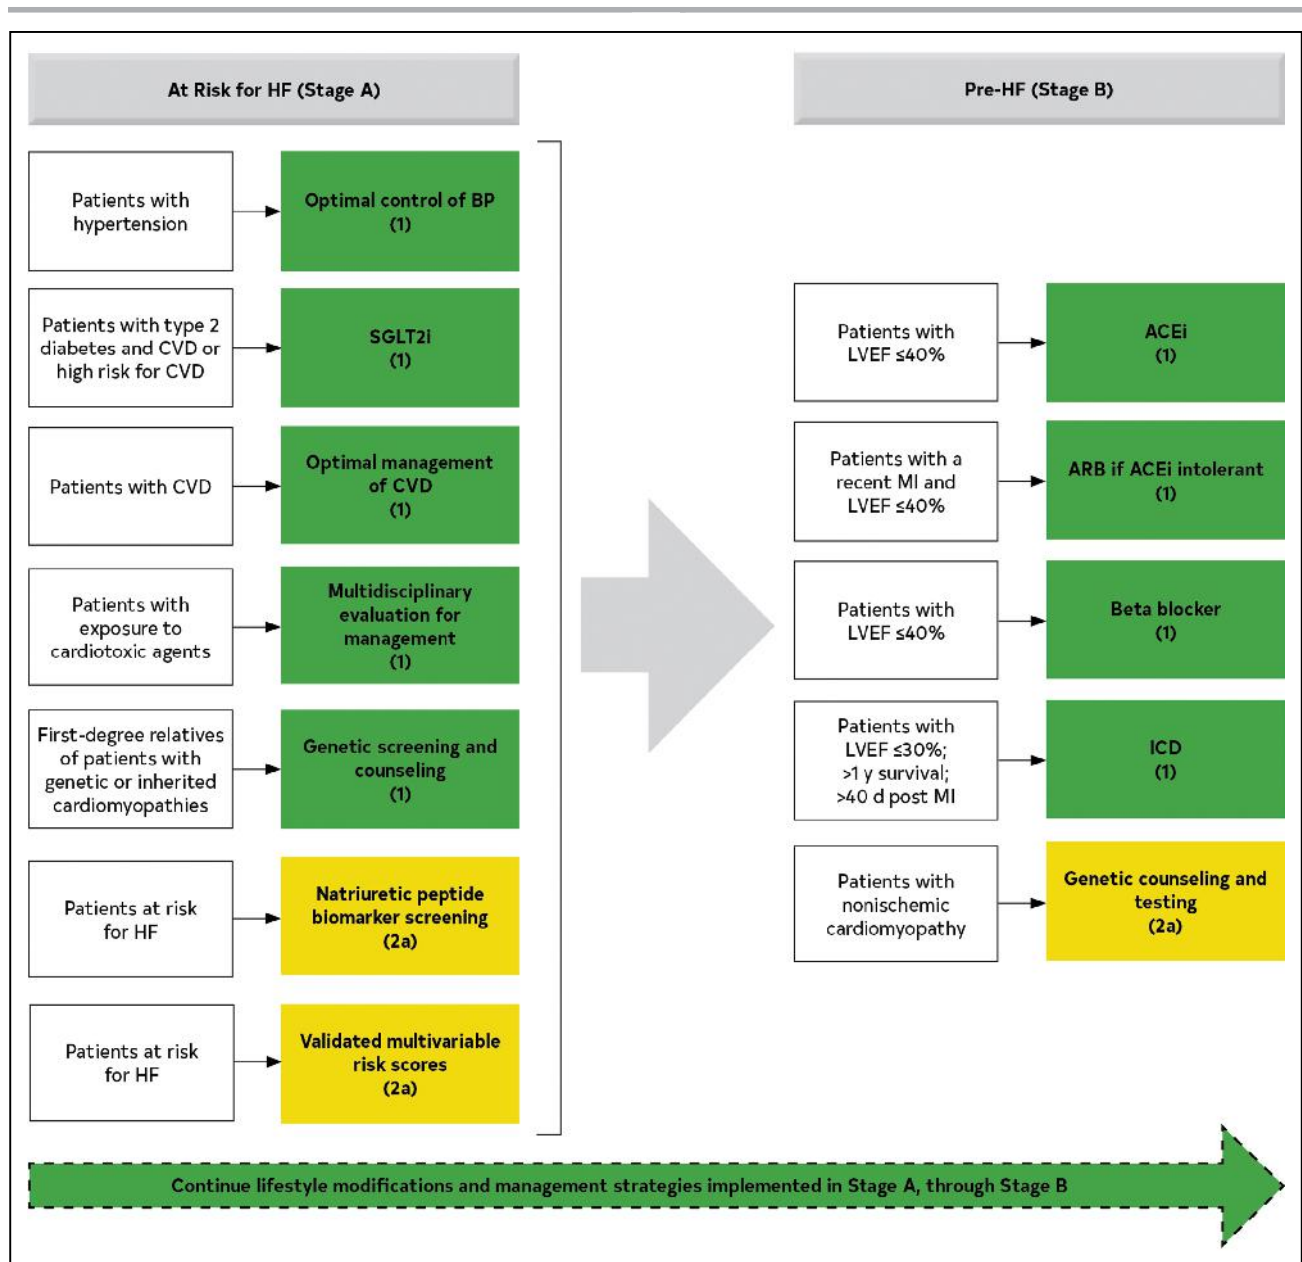 At Risk for HF (Stage A)
Patients with
hypertension
Optimal control of BP
(1)
Patients with type 2
diabetes and CVD or
high risk for CVD
SGLT2i
(1)
Patients with CVD
Optimal management
of CVD
(1)
Patients with
exposure to
cardiotoxic agents
Multidisciplinary
evaluation for
management
(1)
First-degree relatives
of patients with
genetic or inherited
cardiomyopathies
Genetic screening and
counseling
(1)
Patients at risk
for HF
Natriuretic peptide
biomarker screening
(2a)
Patients at risk
for HF
Validated multivariable
risk scores
(2a)
Pre-HF (Stage B)
Patients with
LVEF ≤40%
ACEi
(1)
Patients with a
recent MI and
LVEF ≤40%
ARB if ACEi intolerant
(1)
Patients with
LVEF ≤40%
Beta blocker
(1)
Patients with
LVEF ≤30%;
>1 y survival;
>40 d post MI
ICD
(1)
Patients with
nonischemic
cardiomyopathy
Genetic counseling and
testing
(2a)
Continue lifestyle modifications and management strategies implemented in Stage A, through Stage B